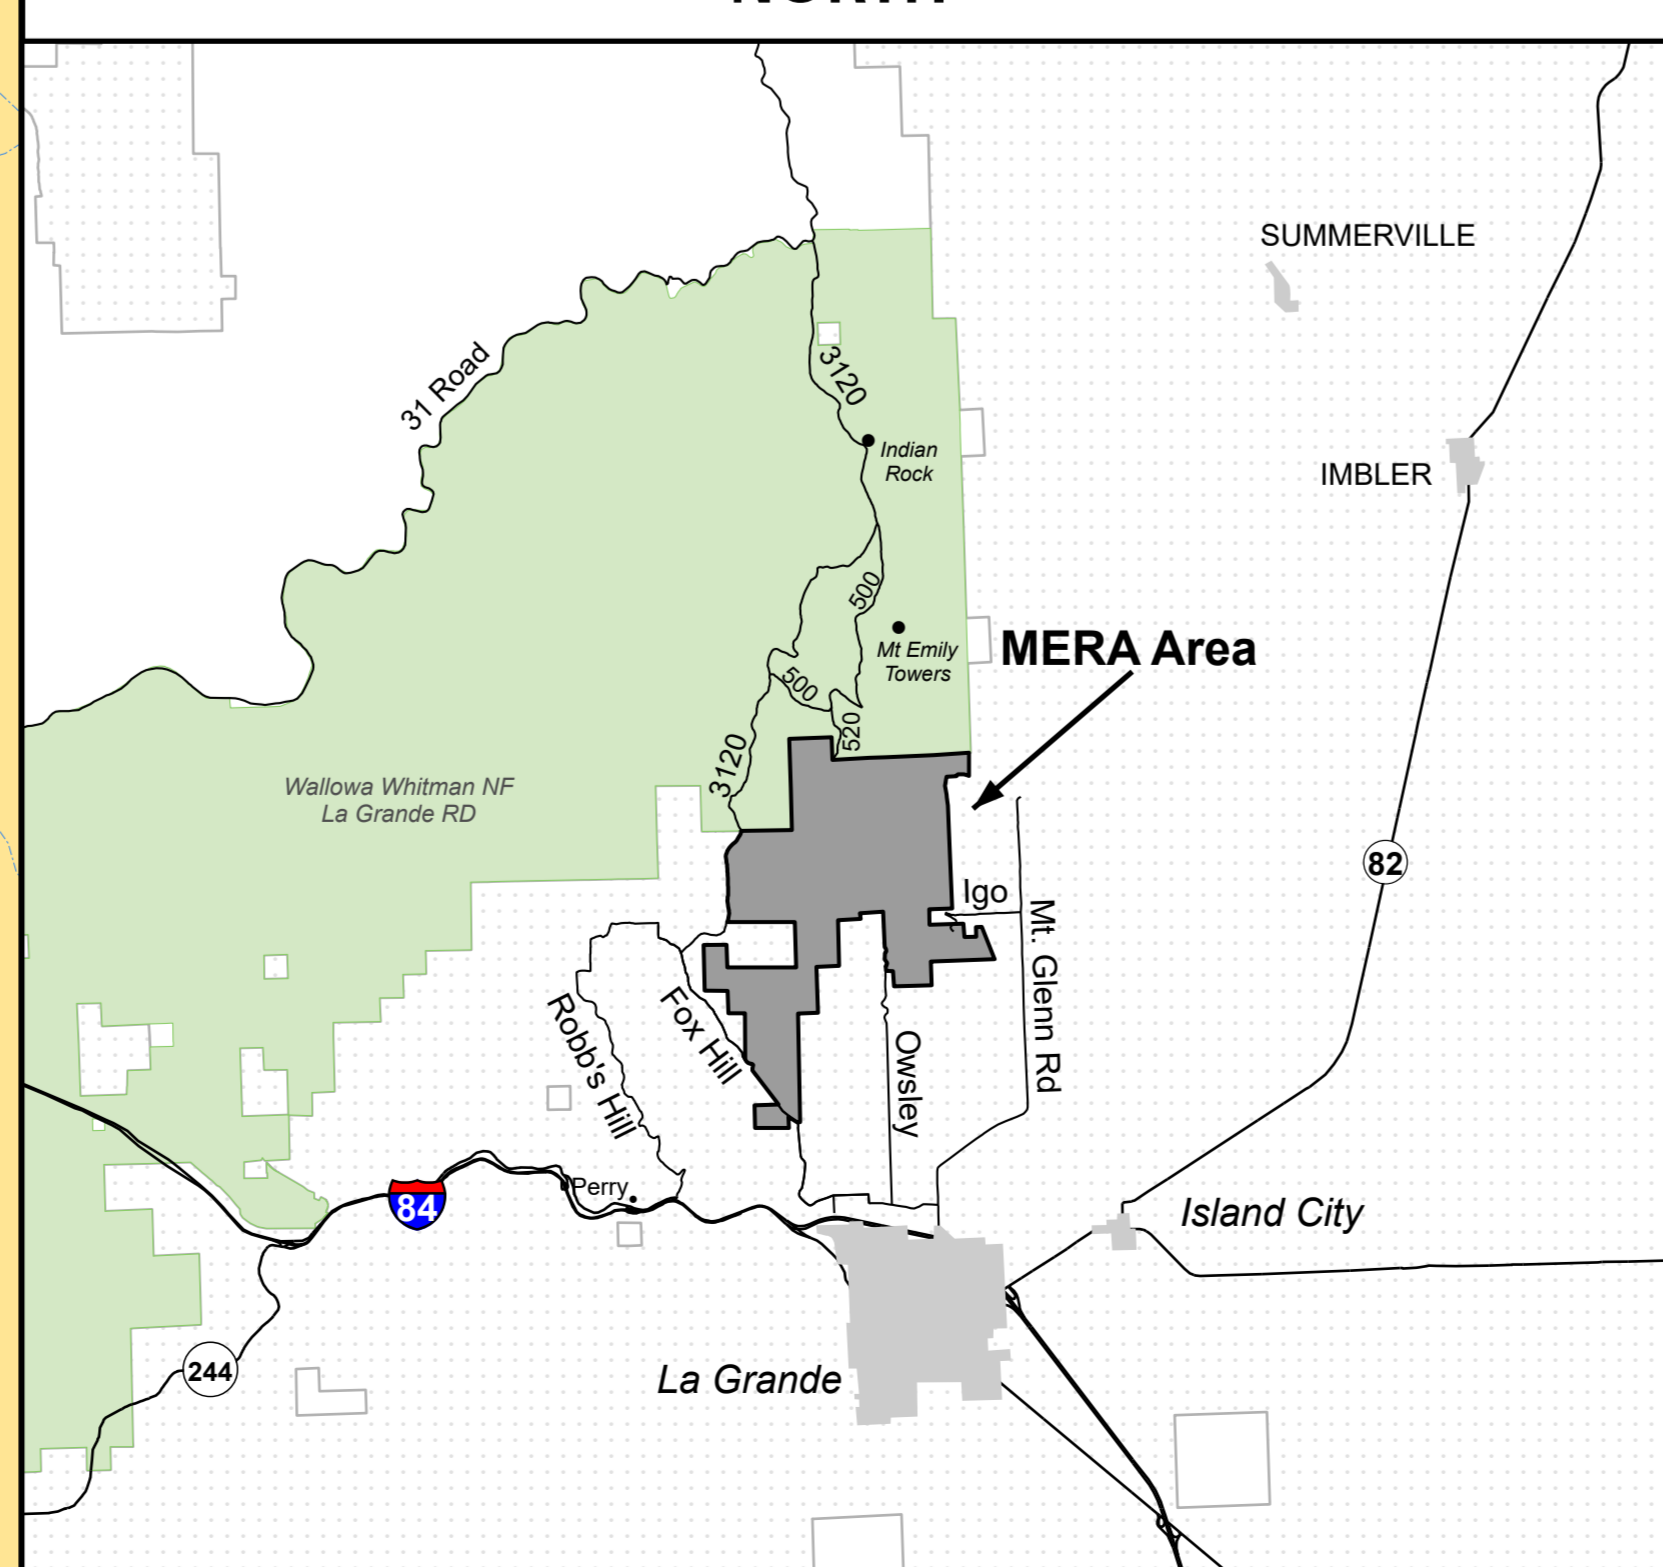 NORTH
SUMMERVILLE
31 Road
3120
Indian
Rock
IMBLER
500
Mt Emily
Towers
MERA Area
500
520
3120
Wallowa Whitman NF
La Grande RD
82
Igo
Mt. Glenn Rd
Fox Hill
Robb's Hill
Owsley
Perry
84
Island City
244
La Grande